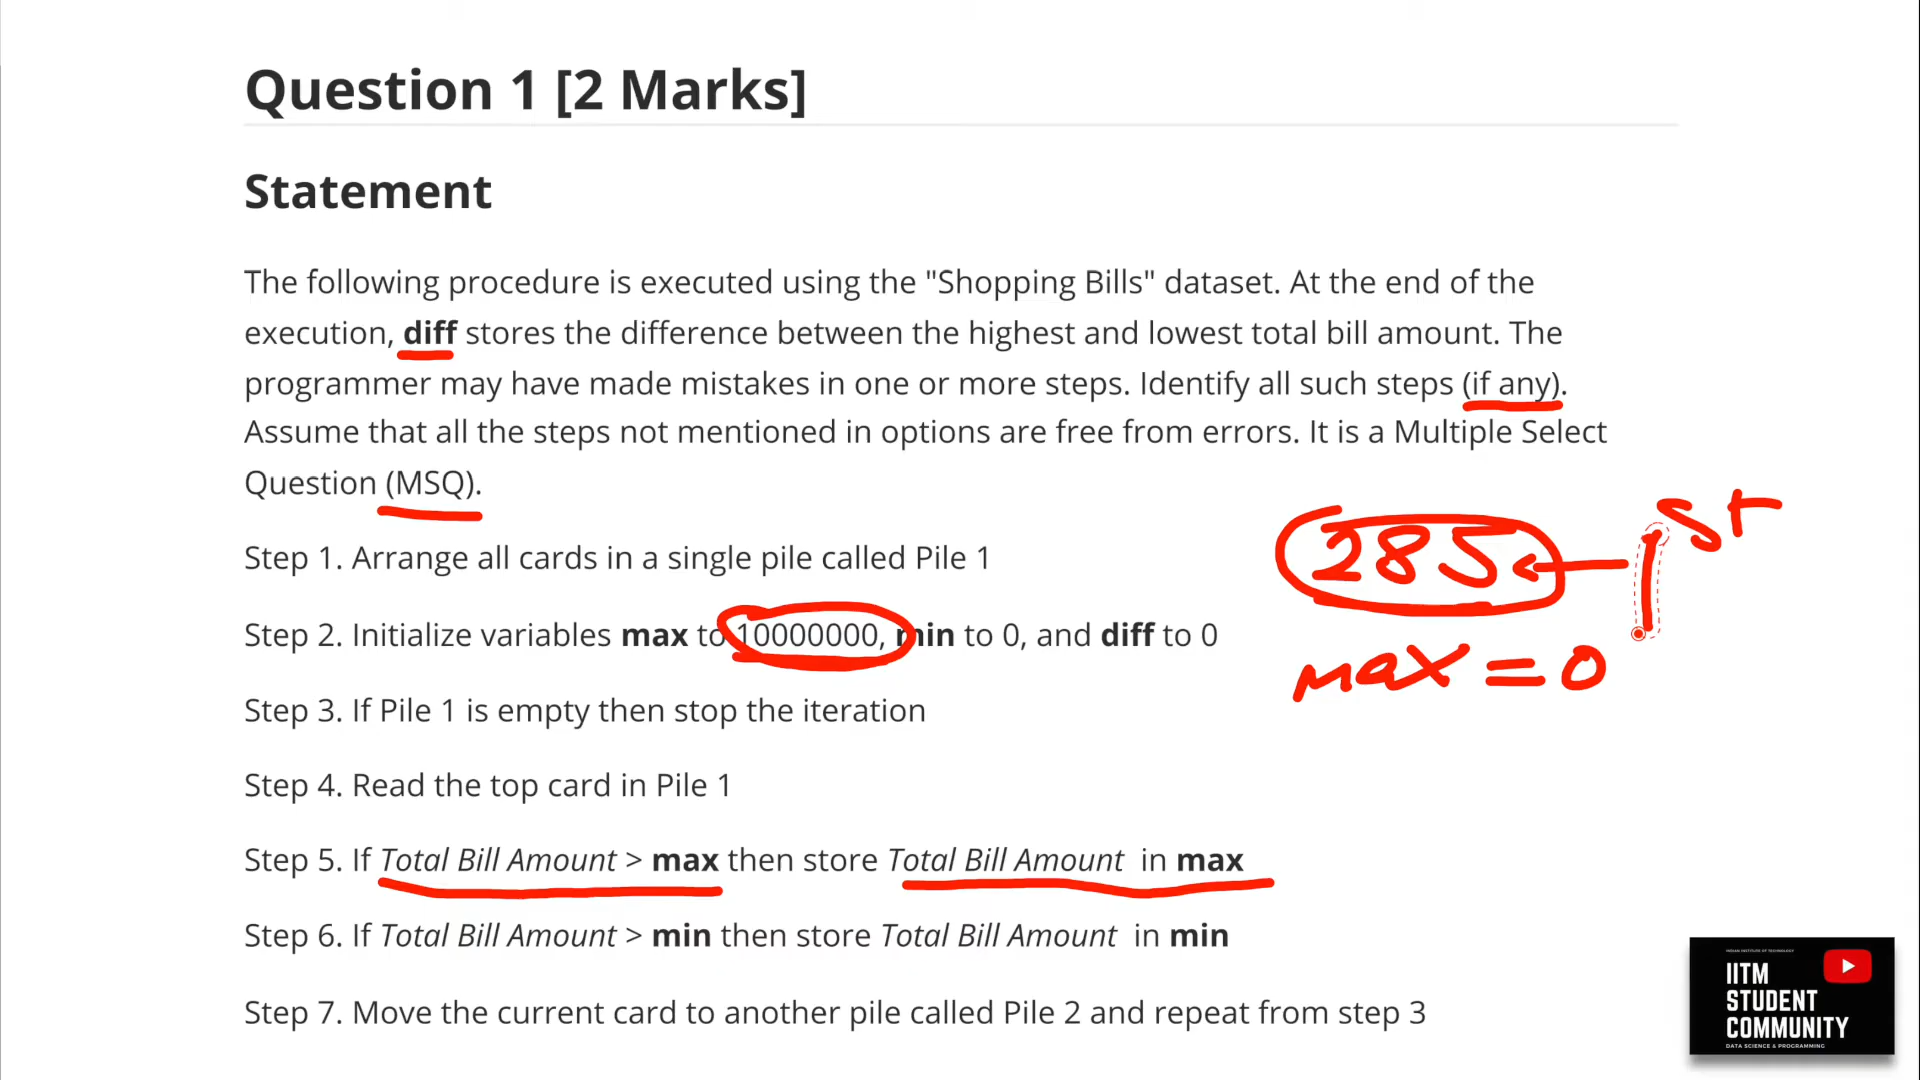 Question 1 [2 Marks]
Statement
The following procedure is executed using the "Shopping Bills" dataset. At the end of the
execution, diff stores the difference between the highest and lowest total bill amount. The
programmer may have made mistakes in one or more steps. Identify all such steps (if any).
Assume that all the steps not mentioned in options are free from errors. It is a Multiple Select
Question (MSQ).
285 ← 1st
Step 1. Arrange all cards in a single pile called Pile 1
Step 2. Initialize variables max to 10000000, min to 0, and diff to 0
max = 0
Step 3. If Pile 1 is empty then stop the iteration
Step 4. Read the top card in Pile 1
Step 5. If Total Bill Amount > max then store Total Bill Amount in max
Step 6. If Total Bill Amount > min then store Total Bill Amount in min
Step 7. Move the current card to another pile called Pile 2 and repeat from step 3
INDIAN INSTITUTE OF TECHNOLOGY
IITM
STUDENT
COMMUNITY
DATA SCIENCE & PROGRAMMING